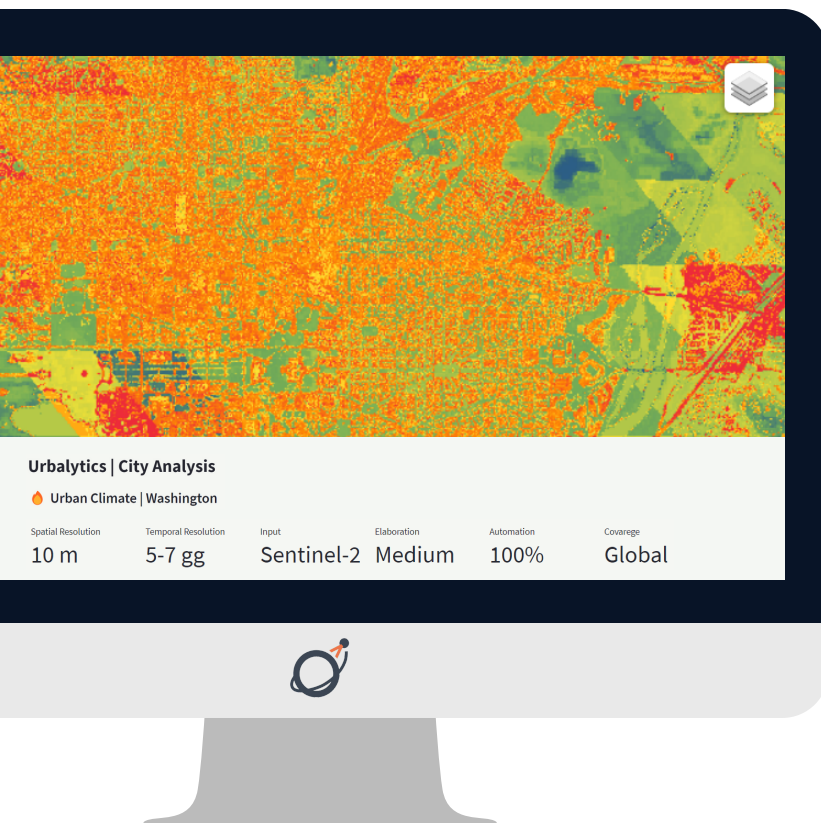 Urbalytics | City Analysis
Urban Climate | Washington
Spatial Resolution Temporal Resolution Input Elaboration Automation Covarege
10 m 5-7 gg Sentinel-2 Medium 100% Global